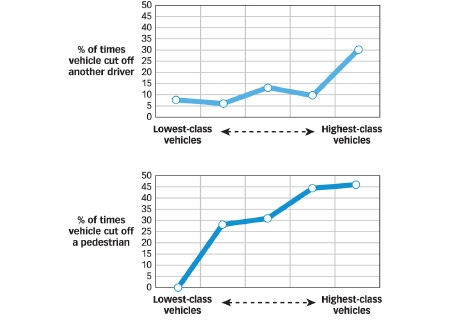 50
45
40
35
30
25
20
15
10
5
0
% of times
vehicle cut off
another driver
Lowest-class
vehicles
Highest-class
vehicles
50
45
40
35
30
25
20
15
10
5
0
% of times
vehicle cut off
a pedestrian
Lowest-class
vehicles
Highest-class
vehicles